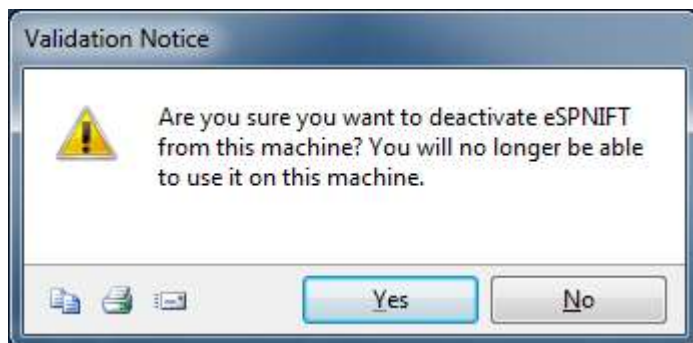 Validation Notice
Are you sure you want to deactivate eSPNIFT
from this machine? You will no longer be able
to use it on this machine.
Yes
No